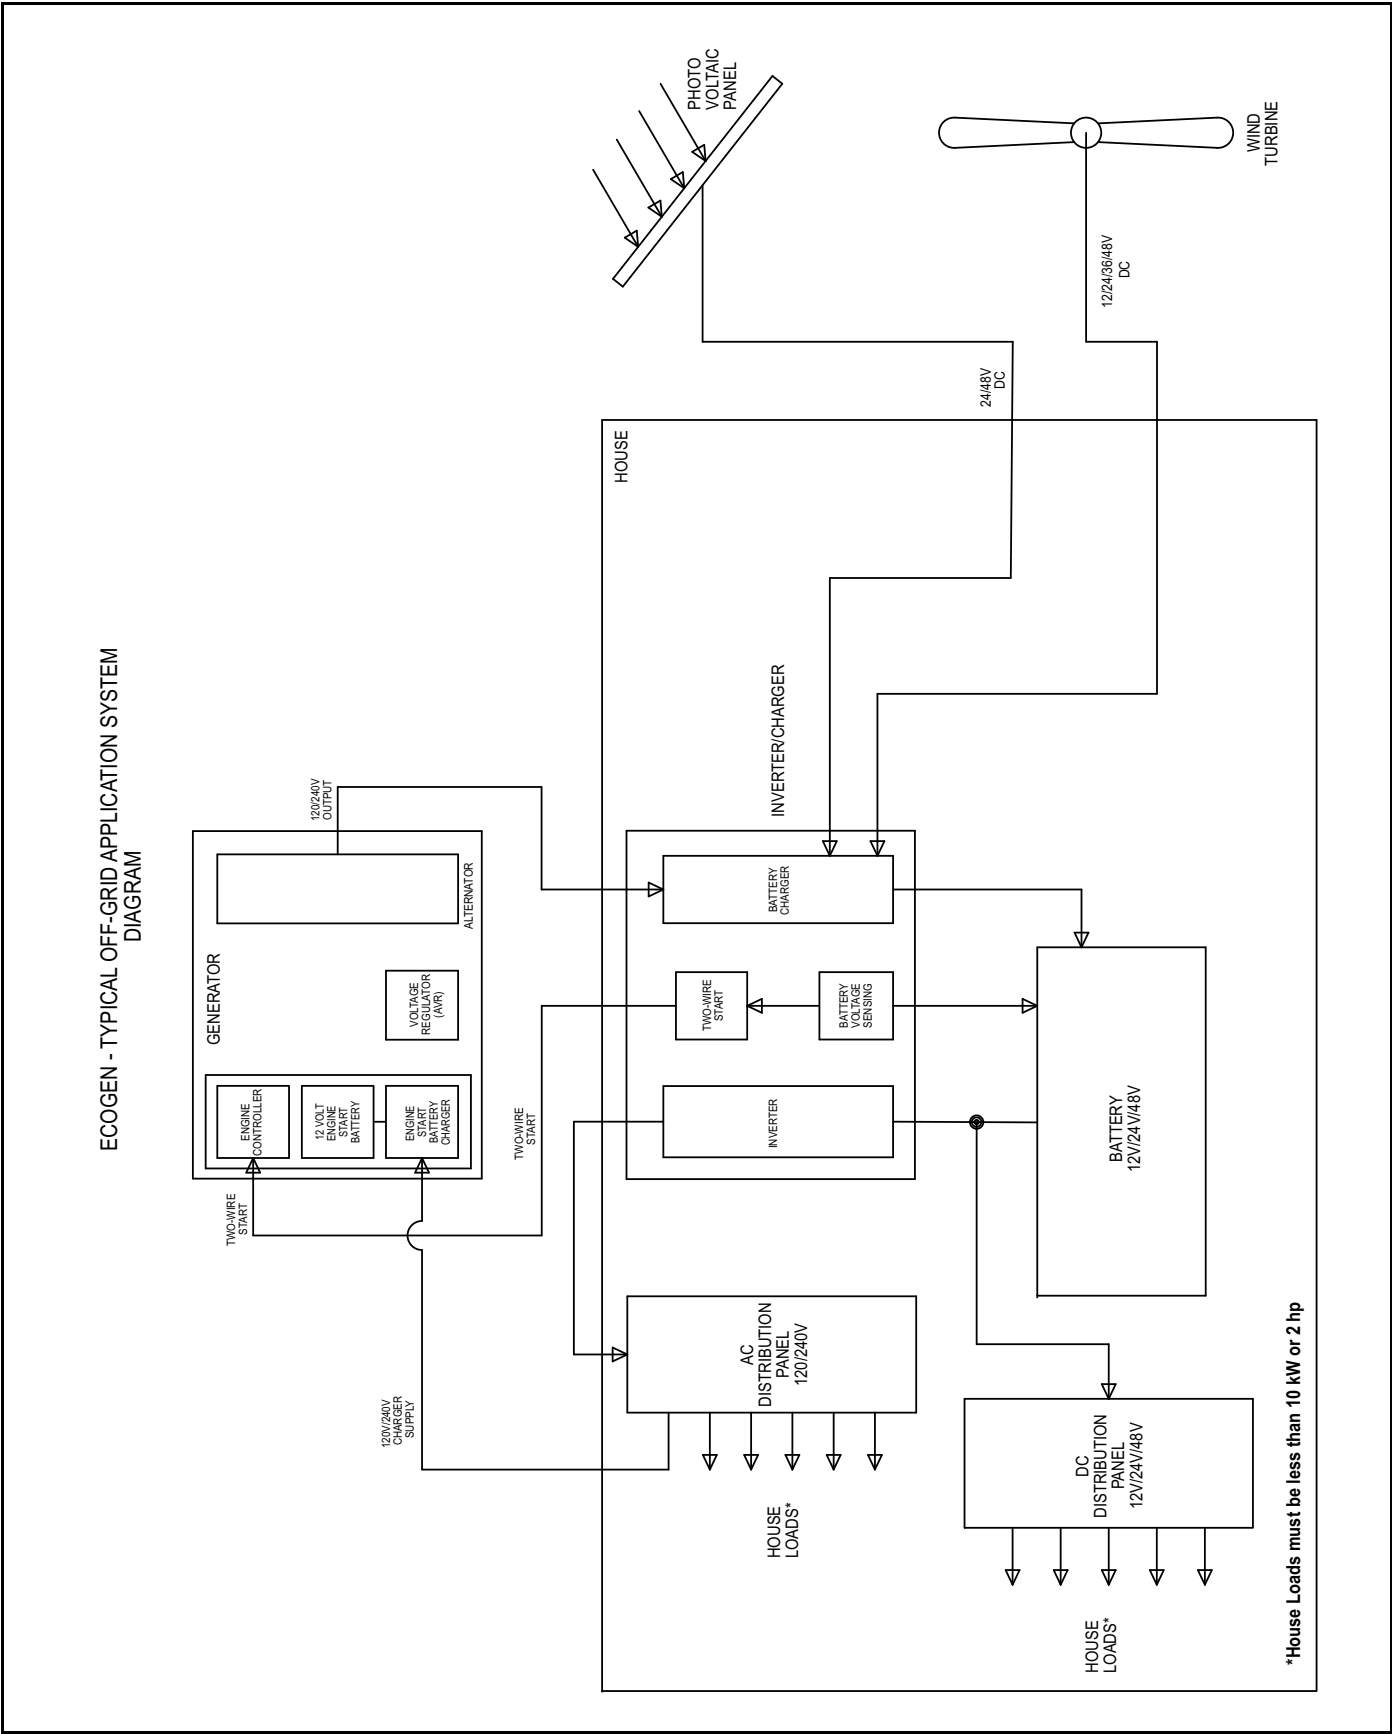 ECOGEN - TYPICAL OFF-GRID APPLICATION SYSTEM
DIAGRAM
GENERATOR
ENGINE
CONTROLLER
12 VOLT
ENGINE
START
BATTERY
ENGINE
START
BATTERY
CHARGER
VOLTAGE
REGULATOR
(AVR)
ALTERNATOR
120/240V
OUTPUT
TWO-WIRE
START
TWO-WIRE
START
120V/240V
CHARGER
SUPPLY
HOUSE
INVERTER/CHARGER
INVERTER
TWO-WIRE
START
BATTERY
VOLTAGE
SENSING
BATTERY
CHARGER
AC
DISTRIBUTION
PANEL
120/240V
HOUSE
LOADS*
BATTERY
12V/24V/48V
DC
DISTRIBUTION
PANEL
12V/24V/48V
HOUSE
LOADS*
PHOTO
VOLTAIC
PANEL
24/48V
DC
12/24/36/48V
DC
WIND
TURBINE
*House Loads must be less than 10 kW or 2 hp